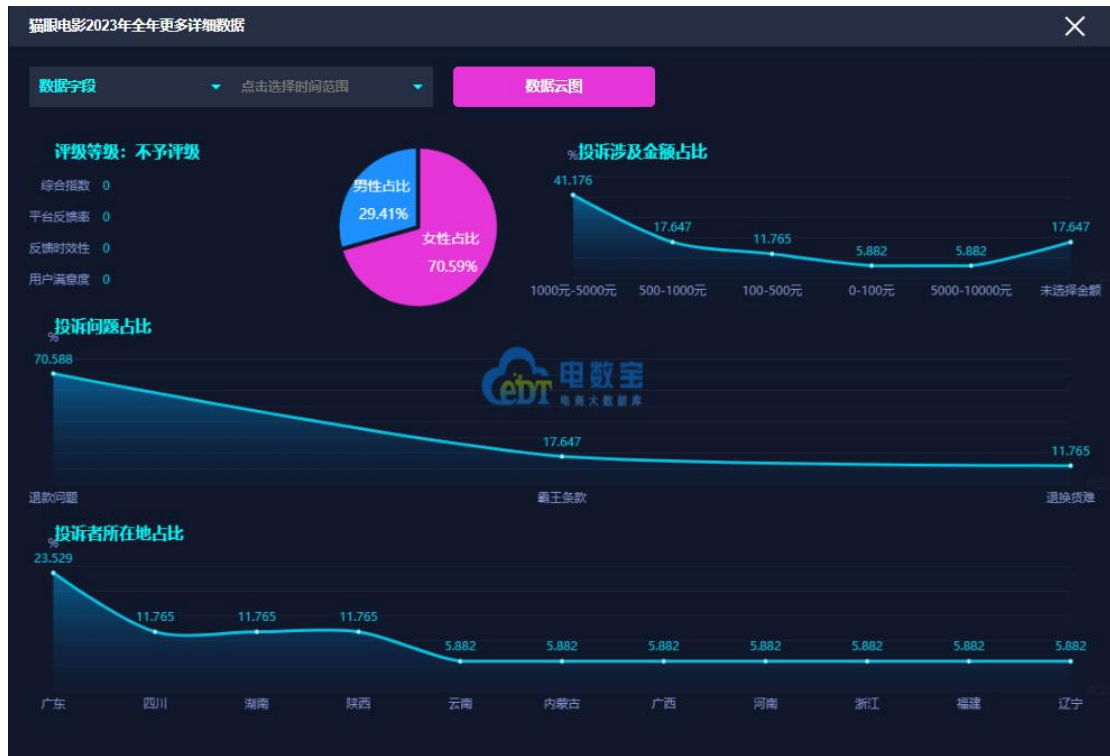 猫眼电影2023年全年更多详细数据
数据字段
点击选择时间范围
数据云图
评级等级：不予评级
综合指数 0
平台反馈率 0
反馈时效性 0
用户满意度 0
男性占比
29.41%
女性占比
70.59%
%投诉涉及金额占比
41.176
17.647
11.765
5.882
5.882
17.647
1000元-5000元 500-1000元 100-500元 0-100元 5000-10000元 未选择金额
%投诉问题占比
70.588
17.647
11.765
退款问题 霸王条款 退换货难
ebDT 电数宝
电商大数据库
%投诉者所在地占比
23.529
11.765 11.765 11.765
5.882 5.882 5.882 5.882 5.882 5.882 5.882
广东 四川 湖南 陕西 云南 内蒙古 广西 河南 浙江 福建 辽宁